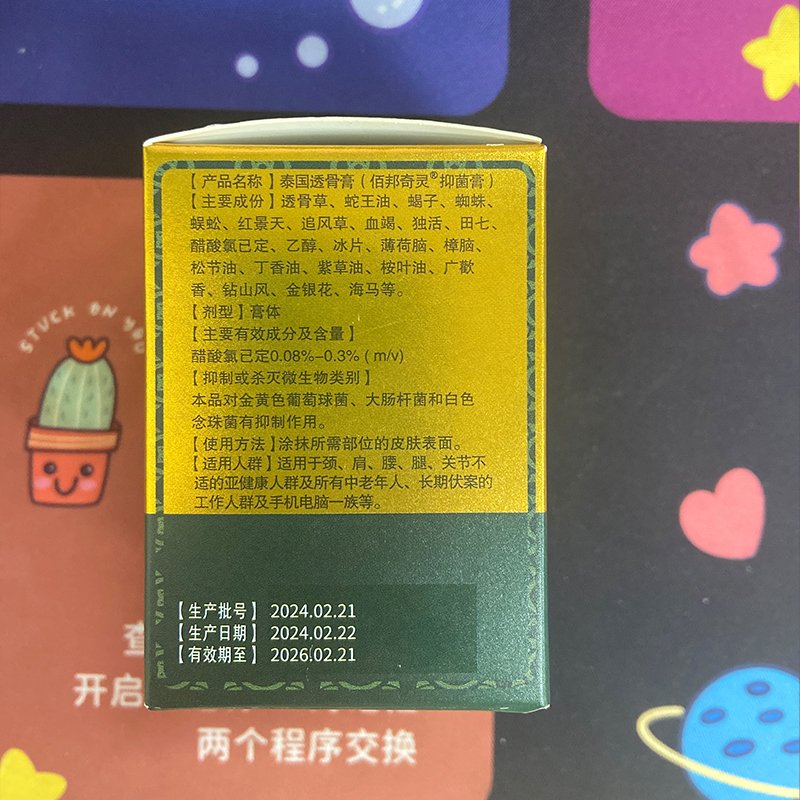 STUCK ON YOU
【产品名称】泰国透骨膏（佰邦奇灵®抑菌膏）
【主要成份】透骨草、蛇王油、蝎子、蜘蛛、
蜈蚣、红景天、追风草、血竭、独活、田七、
醋酸氯已定、乙醇、冰片、薄荷脑、樟脑、
松节油、丁香油、紫草油、桉叶油、广歡
香、钻山风、金银花、海马等。
【剂型】膏体
【主要有效成分及含量】
醋酸氯已定0.08%-0.3%（m/v）
【抑制或杀灭微生物类别】
本品对金黄色葡萄球菌、大肠杆菌和白色
念珠菌有抑制作用。
【使用方法】涂抹所需部位的皮肤表面。
【适用人群】适用于颈、肩、腰、腿、关节不
适的亚健康人群及所有中老年人、长期伏案的
工作人群及手机电脑一族等。
【生产批号】2024.02.21
【生产日期】2024.02.22
【有效期至】2026.02.21
查
开启
两个程序交换